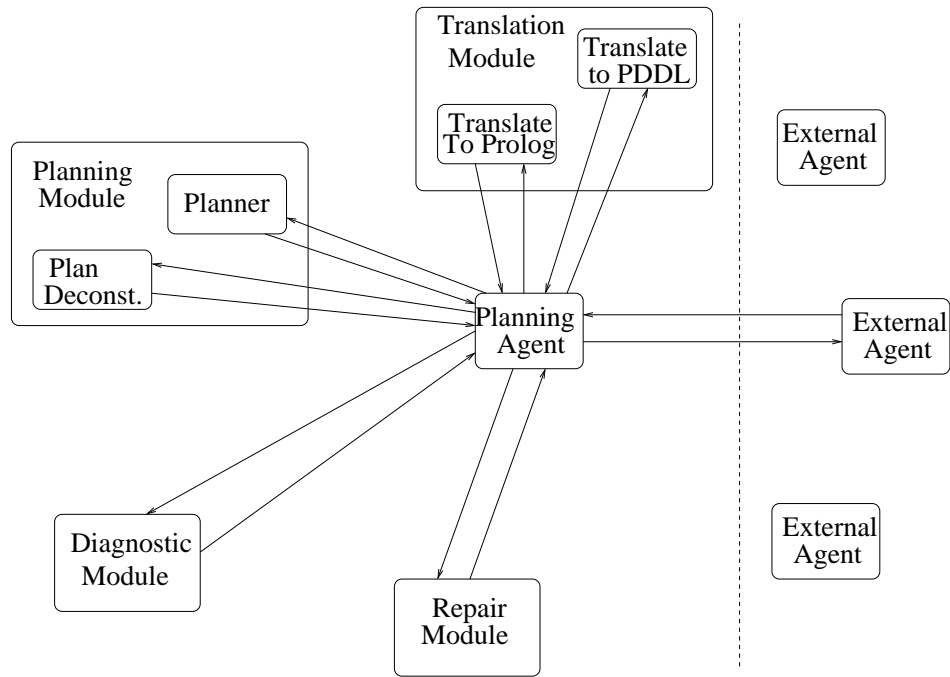 Translation
Module
Translate
to PDDL
Translate
To Prolog
External
Agent
Planning
Module
Planner
Plan
Deconst.
Planning
Agent
External
Agent
Diagnostic
Module
External
Agent
Repair
Module